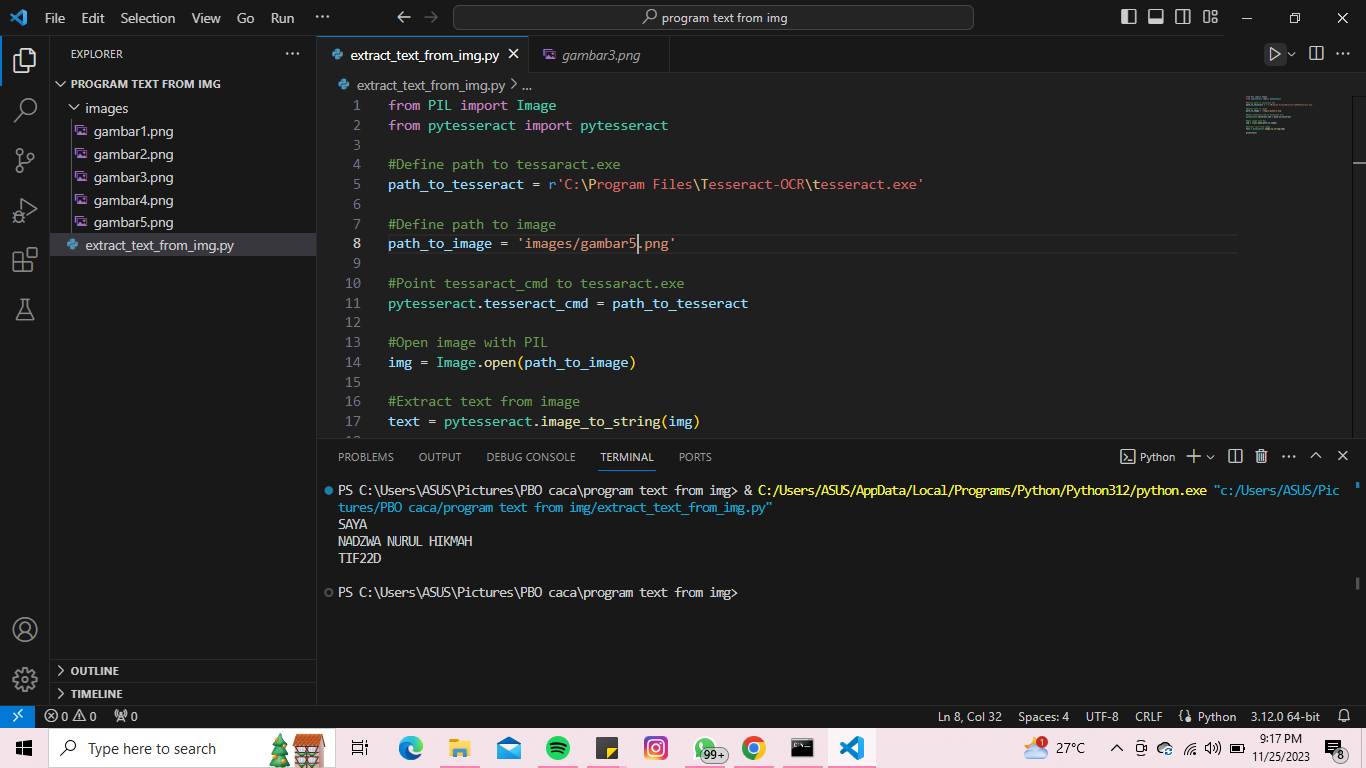 File Edit Selection View Go Run ...
program text from img
EXPLORER
PROGRAM TEXT FROM IMG
images
gambar1.png
gambar2.png
gambar3.png
gambar4.png
gambar5.png
extract_text_from_img.py
OUTLINE
TIMELINE
extract_text_from_img.py
gambar3.png
extract_text_from_img.py > ...
1 from PIL import Image
2 from pytesseract import pytesseract
3
4 #Define path to tessaract.exe
5 path_to_tesseract = r'C:\Program Files\Tesseract-OCR\tesseract.exe'
6
7 #Define path to image
8 path_to_image = 'images/gambar5.png'
9
10 #Point tessaract_cmd to tessaract.exe
11 pytesseract.tesseract_cmd = path_to_tesseract
12
13 #Open image with PIL
14 img = Image.open(path_to_image)
15
16 #Extract text from image
17 text = pytesseract.image_to_string(img)
PROBLEMS OUTPUT DEBUG CONSOLE TERMINAL PORTS
Python
PS C:\Users\ASUS\Pictures\PBO caca\program text from img> & C:/Users/ASUS/AppData/Local/Programs/Python/Python312/python.exe "c:/Users/ASUS/Pic
tures/PBO caca/program text from img/extract_text_from_img.py"
SAYA
NADZWA NURUL HIKMAH
TIF22D
PS C:\Users\ASUS\Pictures\PBO caca\program text from img>
0 0 0
Ln 8, Col 32 Spaces: 4 UTF-8 CRLF Python 3.12.0 64-bit
Type here to search
99+
1
27°C
9:17 PM
11/25/2023
8